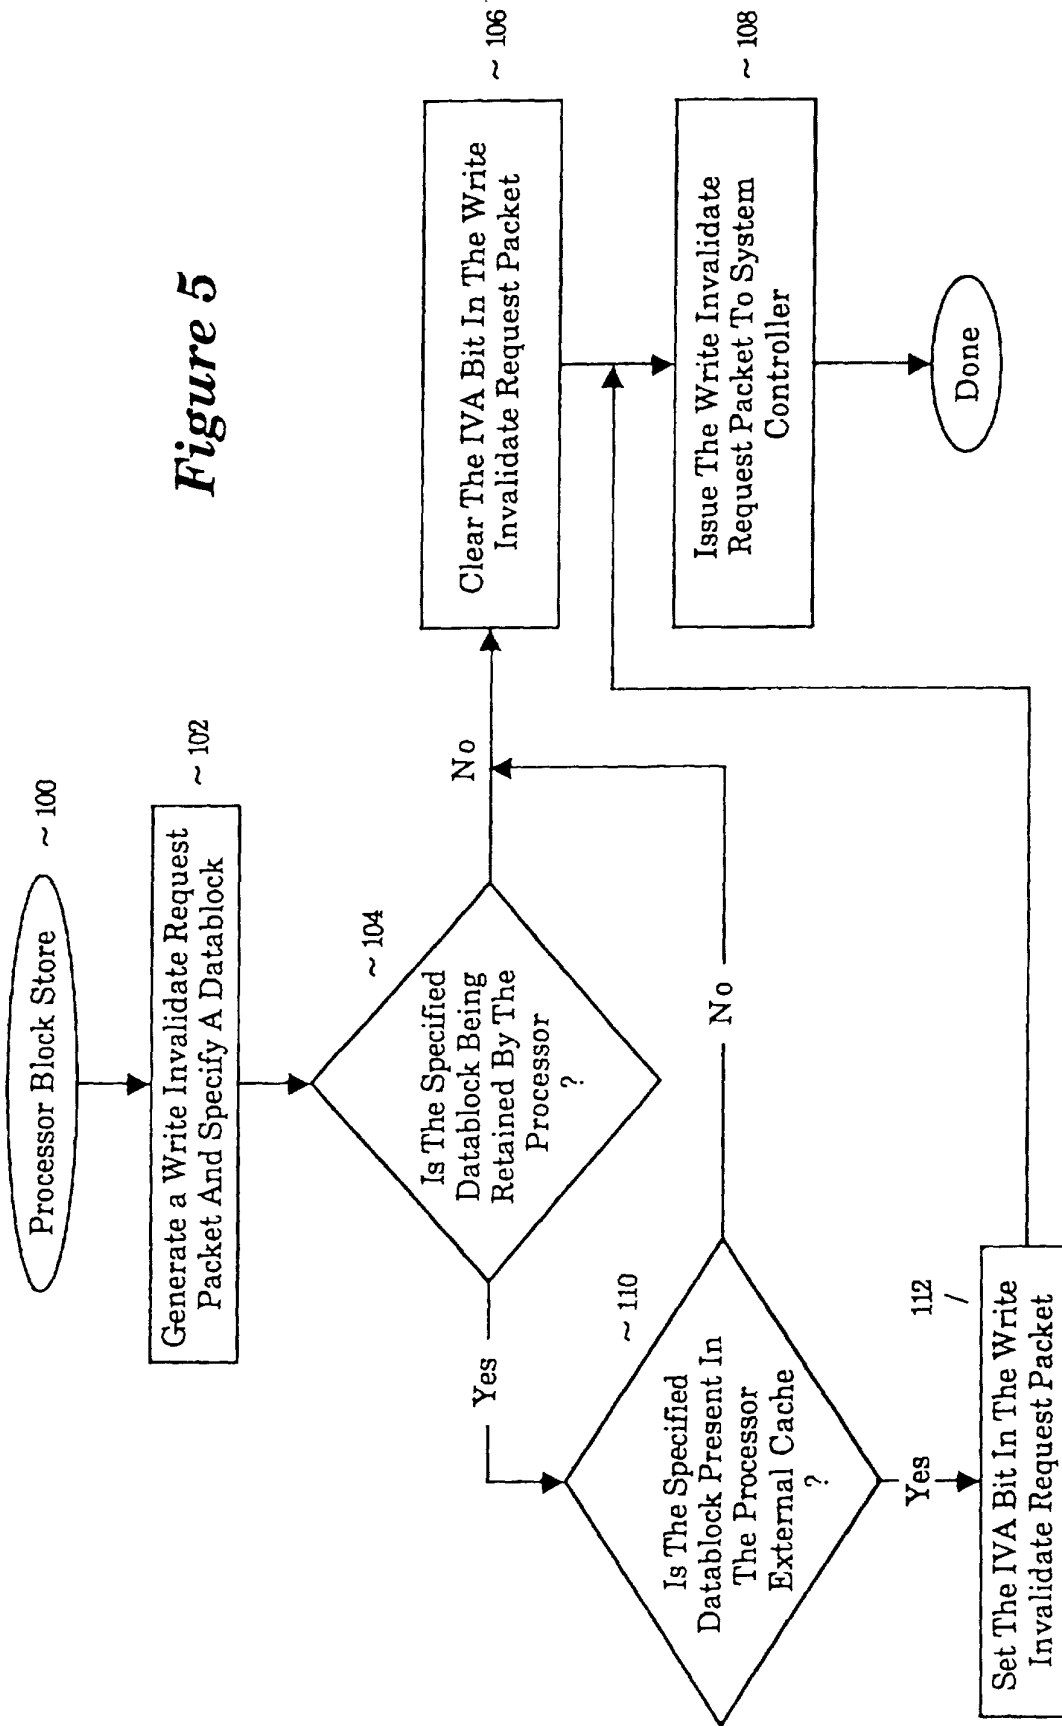 Figure 5
Processor Block Store
~ 100
Generate a Write Invalidate Request
Packet And Specify A Datablock
~ 102
Is The Specified
Datablock Being
Retained By The
Processor
?
~ 104
No
Yes
Clear The IVA Bit In The Write
Invalidate Request Packet
~ 106
Issue The Write Invalidate
Request Packet To System
Controller
~ 108
Done
Is The Specified
Datablock Present In
The Processor
External Cache
?
~ 110
No
Yes
Set The IVA Bit In The Write
Invalidate Request Packet
112